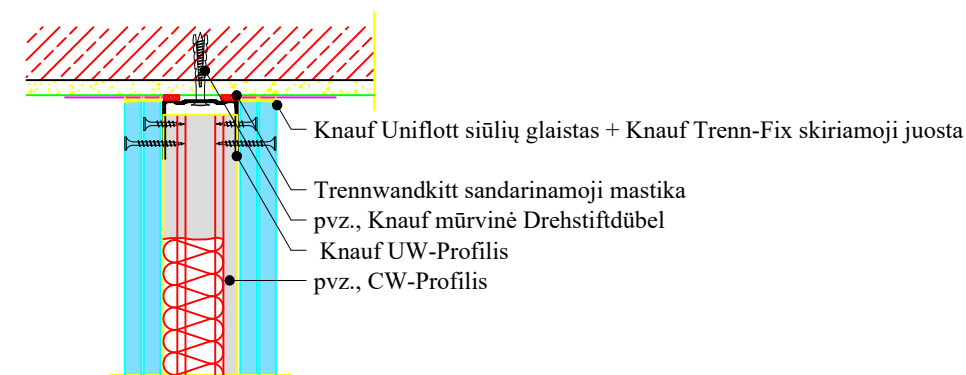 Knauf Uniflott siūlių glaistas + Knauf Trenn-Fix skiriamoji juosta
Trennwandkitt sandarinamoji mastika
pvz., Knauf mūrvinė Drehstiftdübel
Knauf UW-Profilis
pvz., CW-Profilis